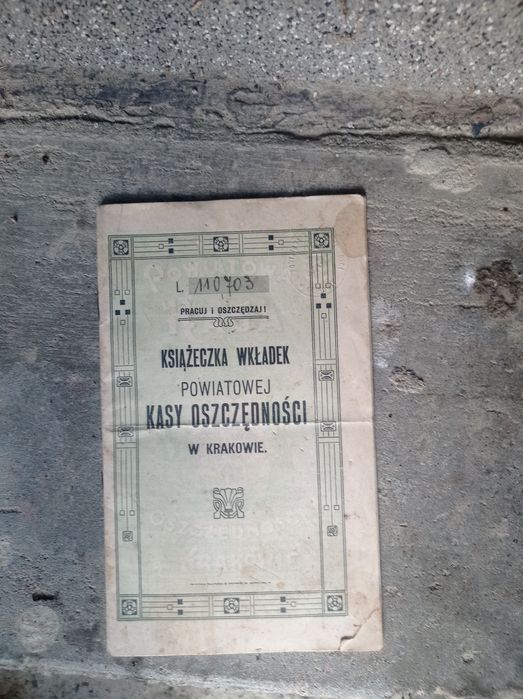 L. 110703
PRACUJ I OSZCZĘDZAJ!
KSIĄŻECZKA WKŁADEK
POWIATOWEJ
KASY OSZCZĘDNOŚCI
W KRAKOWIE.